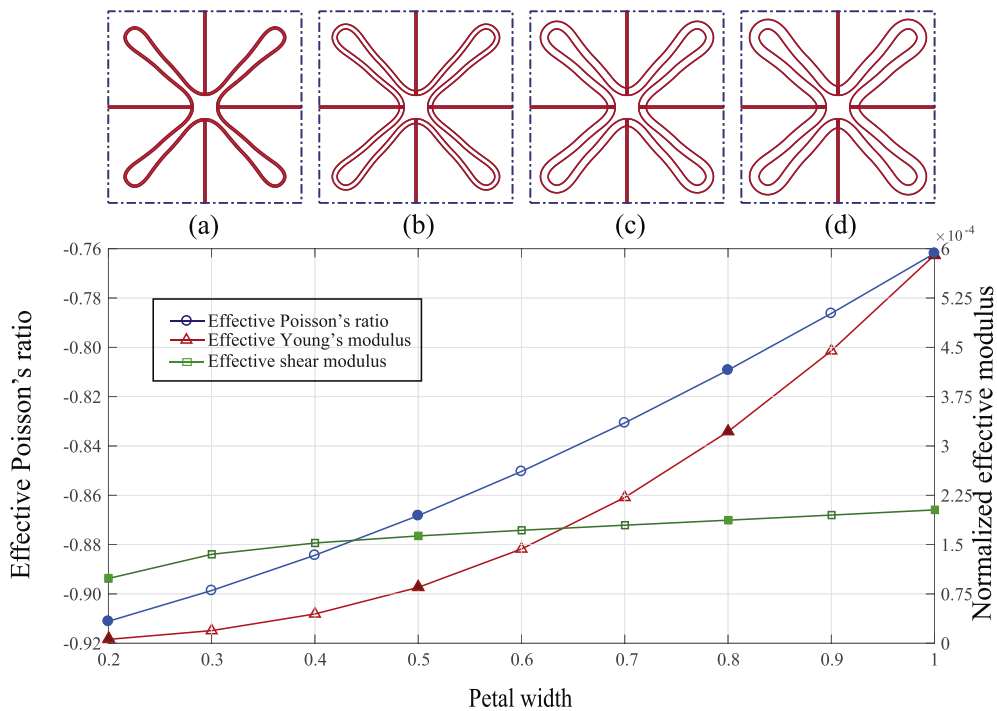 (a) (b) (c) (d)
×10⁻⁴
Effective Poisson's ratio
-0.76
-0.78
-0.80
-0.82
-0.84
-0.86
-0.88
-0.90
-0.92
Effective Poisson's ratio
Effective Young's modulus
Effective shear modulus
6
5.25
4.5
3.75
3
2.25
1.5
0.75
0
Normalized effective modulus
0.2 0.3 0.4 0.5 0.6 0.7 0.8 0.9 1
Petal width